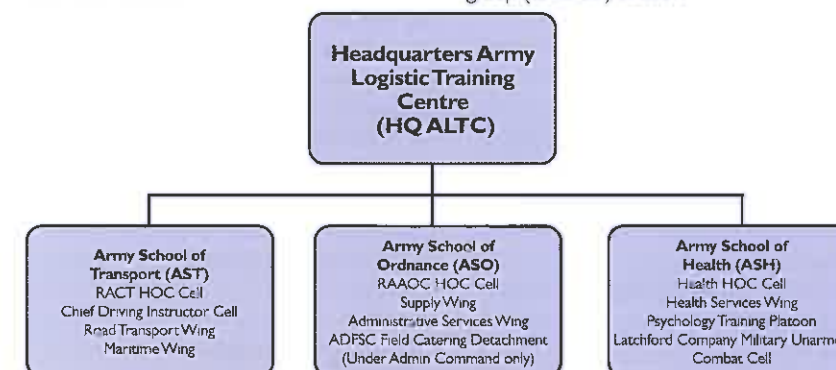 Headquarters Army
Logistic Training
Centre
(HQ ALTC)
Army School of
Transport (AST)
RACT HOC Cell
Chief Driving Instructor Cell
Road Transport Wing
Maritime Wing
Army School of
Ordnance (ASO)
RAAOC HOC Cell
Supply Wing
Administrative Services Wing
ADFSC Field Catering Detachment
(Under Admin Command only)
Army School of
Health (ASH)
Health HOC Cell
Health Services Wing
Psychology Training Platoon
Latchford Company Military Unarme
Combat Cell